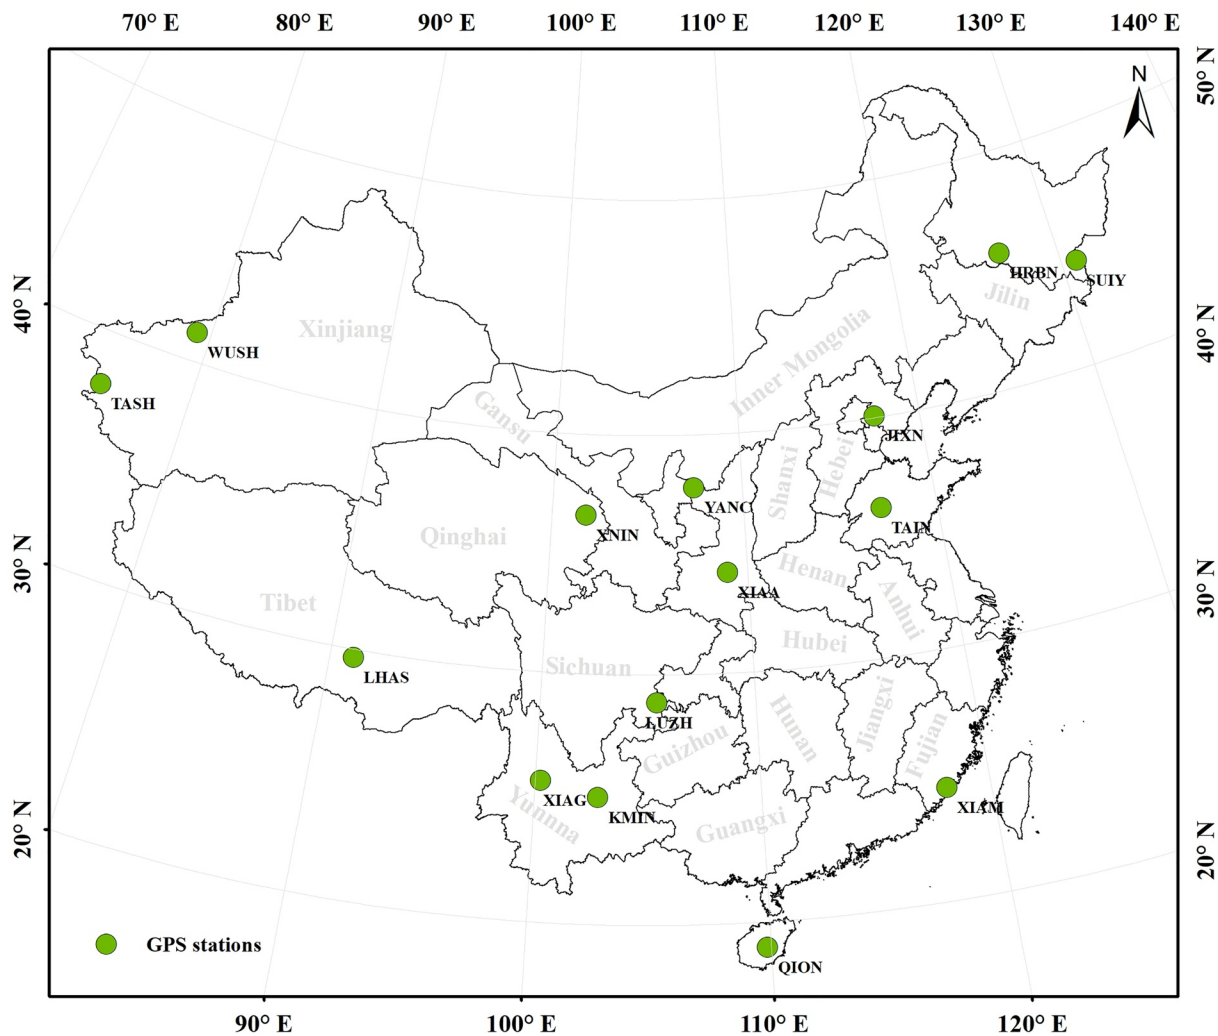 70° E 80° E 90° E 100° E 110° E 120° E 130° E 140° E
50° N
N
HRBN
SUIY
Jilin
40° N
40° N
Xinjiang
WUSH
TASH
Inner Mongolia
Gansu
JIXN
Hebei
Shanxi
YANC
TAIN
XNIN
Qinghai
30° N
30° N
XIAA
Henan
Anhui
Tibet
Hubei
Sichuan
LHAS
LUZH
Guizhou
Hunan
Jiangxi
Fujian
XIAG
KMIN
Yunnna
Guangxi
XIAM
20° N
20° N
GPS stations
QION
90° E 100° E 110° E 120° E